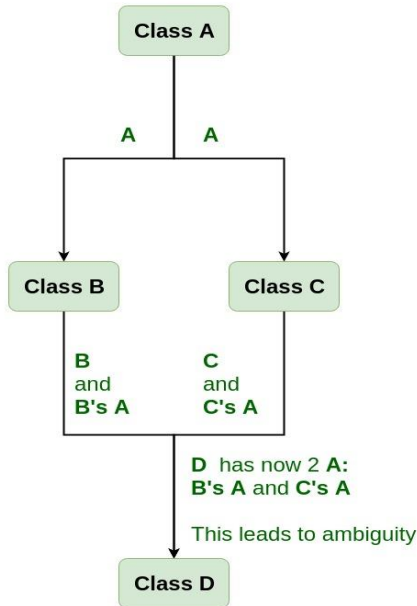 Class A
A A
Class B Class C
B C
and and
B's A C's A
D has now 2 A:
B's A and C's A
This leads to ambiguity
Class D